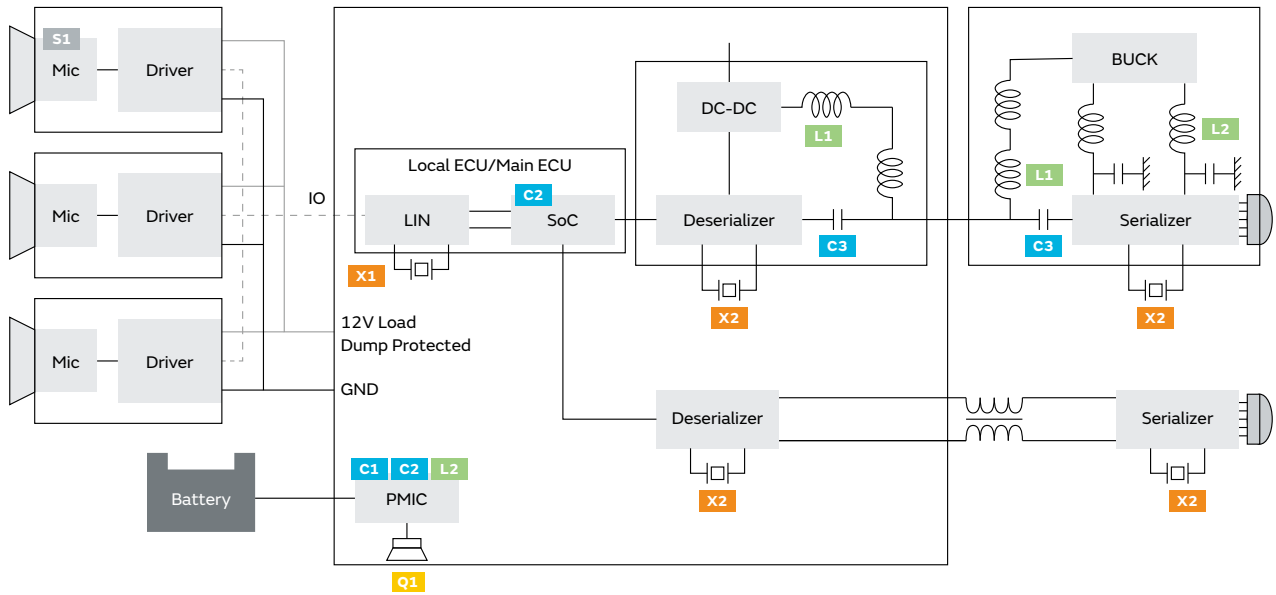 S1
Mic
Driver
Mic
Driver
Mic
Driver
Battery
IO
12V Load
Dump Protected
GND
Local ECU/Main ECU
LIN
C2
SoC
X1
C1
C2
L2
PMIC
Q1
DC-DC
L1
Deserializer
C3
X2
Deserializer
X2
BUCK
L1
L2
C3
Serializer
X2
Serializer
X2